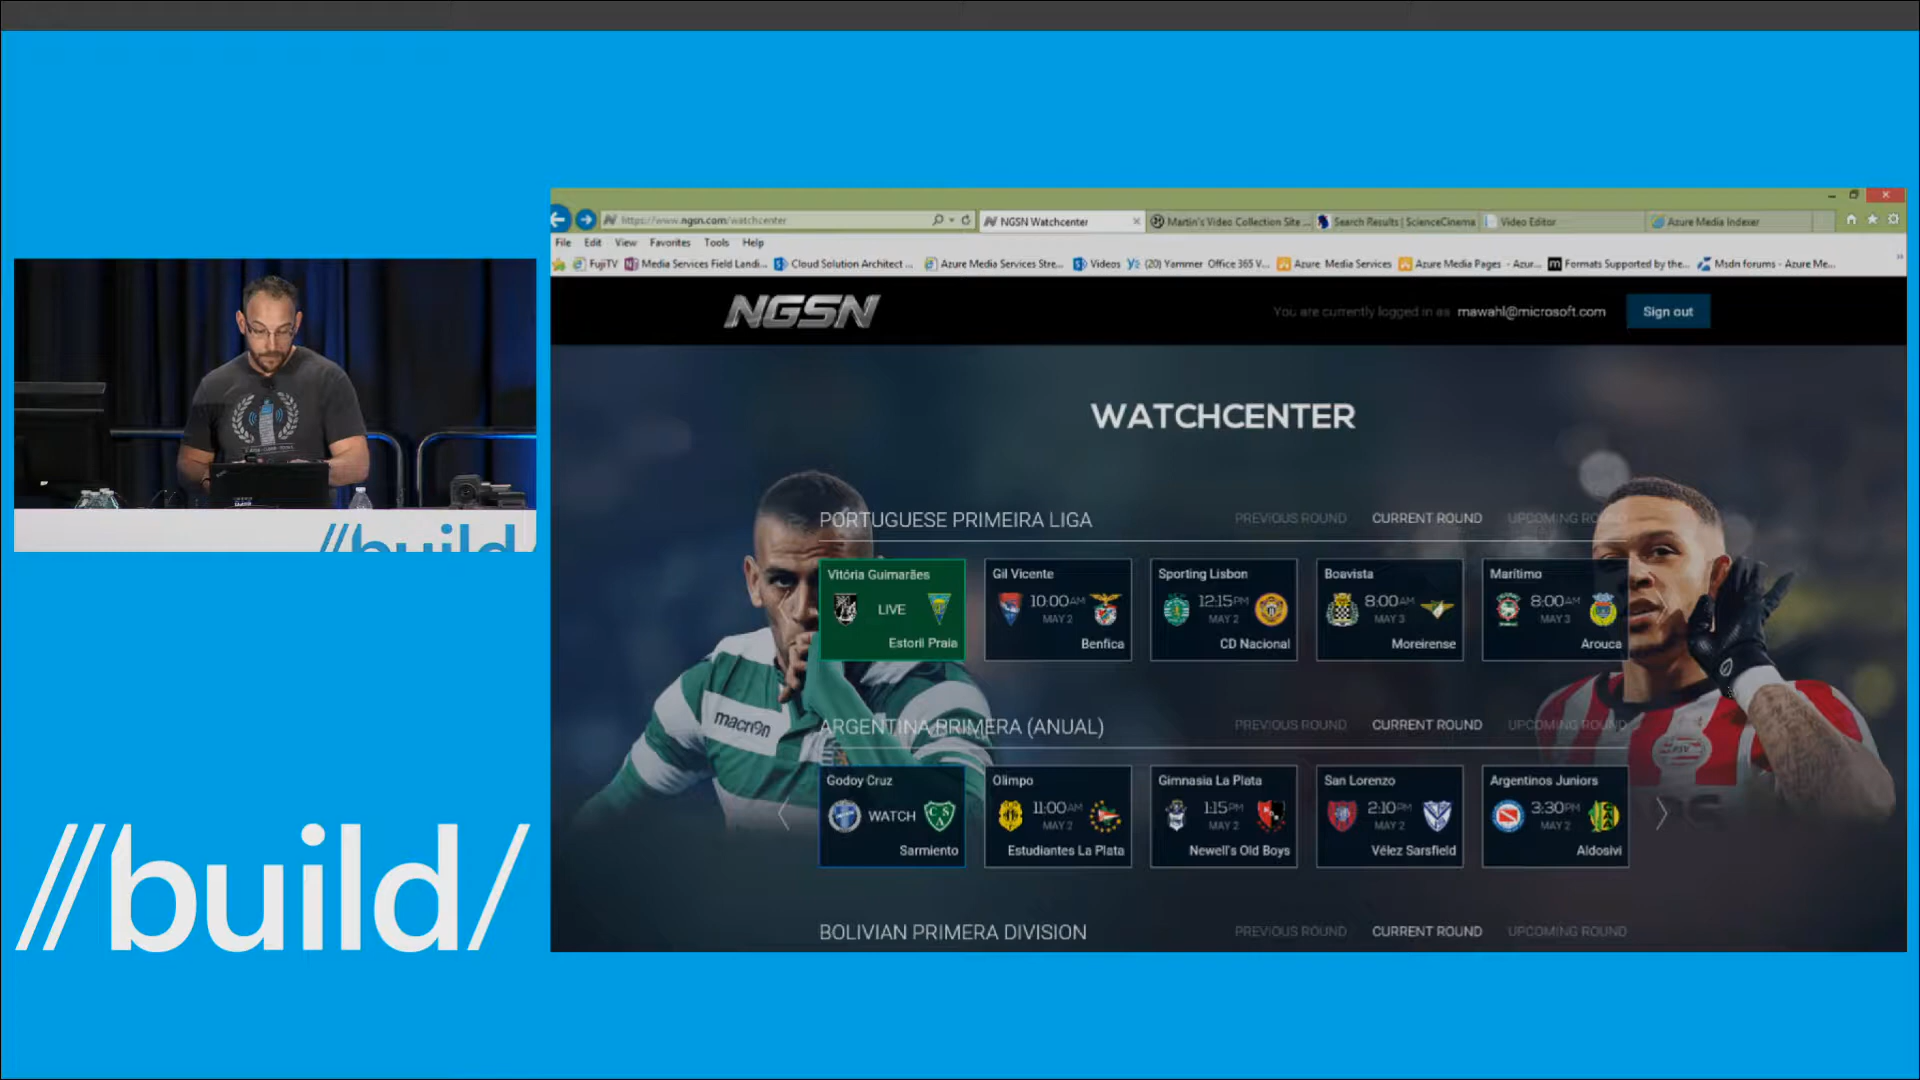 https://www.ngsn.com/watchcenter
NGSN Watchcenter
Martin's Video Collection Site ...
Search Results | ScienceCinema
Video Editor
Azure Media Indexer
File Edit View Favorites Tools Help
FujiTV
Media Services Field Landi...
Cloud Solution Architect ...
Azure Media Services Stre...
Videos
(20) Yammer Office 365 V...
Azure Media Services
Azure Media Pages - Azur...
Formats Supported by the...
Msdn forums - Azure Me...
NGSN
You are currently logged in as mawahl@microsoft.com
Sign out
WATCHCENTER
PORTUGUESE PRIMEIRA LIGA
PREVIOUS ROUND CURRENT ROUND UPCOMING ROUND
Vitória Guimarães
LIVE
Estoril Praia
Gil Vicente
10:00AM
MAY 2
Benfica
Sporting Lisbon
12:15PM
MAY 2
CD Nacional
Boavista
8:00AM
MAY 3
Moreirense
Marítimo
8:00AM
MAY 3
Arouca
macron
ARGENTINA PRIMERA (ANUAL)
PREVIOUS ROUND CURRENT ROUND UPCOMING ROUND
Godoy Cruz
WATCH
Sarmiento
Olimpo
11:00AM
MAY 2
Estudiantes La Plata
Gimnasia La Plata
1:15PM
MAY 2
Newell's Old Boys
San Lorenzo
2:10PM
MAY 2
Vélez Sarsfield
Argentinos Juniors
3:30PM
MAY 2
Aldosivi
BOLIVIAN PRIMERA DIVISION
PREVIOUS ROUND CURRENT ROUND UPCOMING ROUND
//build
//build/